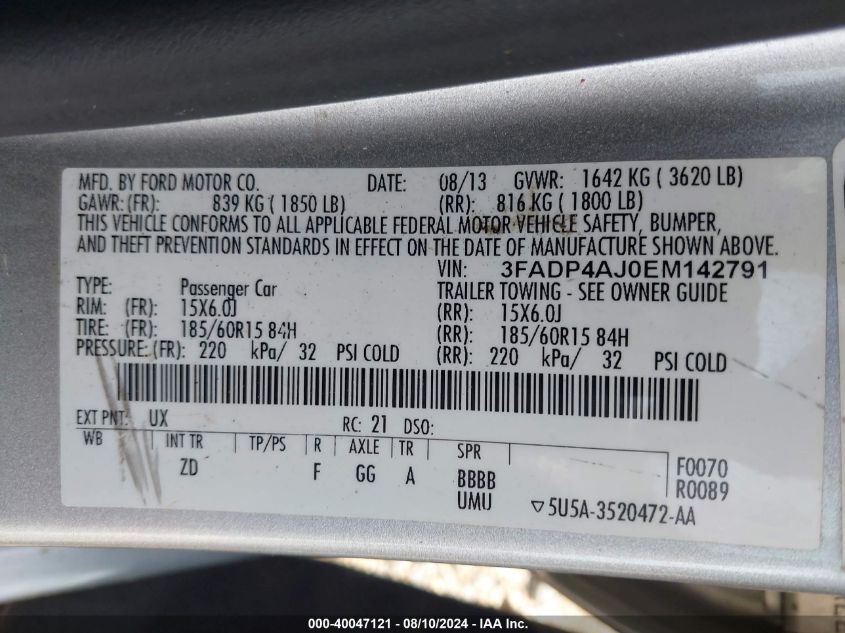 MFD. BY FORD MOTOR CO. DATE: 08/13 GVWR: 1642 KG ( 3620 LB)
GAWR: (FR): 839 KG ( 1850 LB) (RR): 816 KG ( 1800 LB)
THIS VEHICLE CONFORMS TO ALL APPLICABLE FEDERAL MOTOR VEHICLE SAFETY, BUMPER,
AND THEFT PREVENTION STANDARDS IN EFFECT ON THE DATE OF MANUFACTURE SHOWN ABOVE.
VIN: 3FADP4AJ0EM142791
TYPE: Passenger Car TRAILER TOWING - SEE OWNER GUIDE
RIM: (FR): 15X6.0J (RR): 15X6.0J
TIRE: (FR): 185/60R15 84H (RR): 185/60R15 84H
PRESSURE: (FR): 220 kPa/ 32 PSI COLD (RR): 220 kPa/ 32 PSI COLD
EXT PNT: UX RC: 21 DSO:
WB INT TR TP/PS R AXLE TR SPR
ZD F GG A BBBB F0070
UMU R0089
▽5U5A-3520472-AA
000-40047121 - 08/10/2024 - IAA Inc.